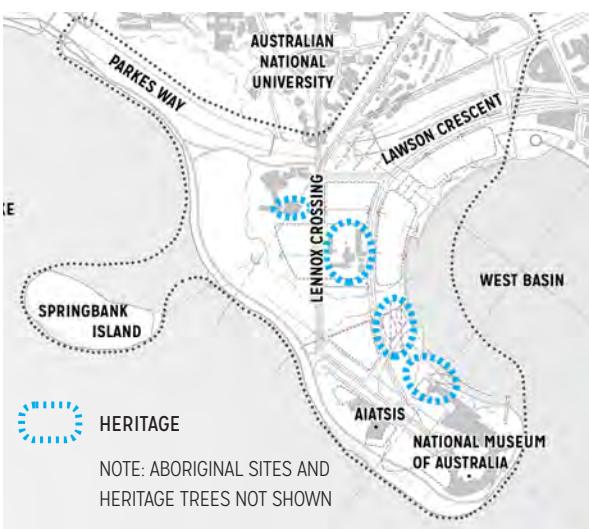 AUSTRALIAN
NATIONAL
UNIVERSITY
PARKES WAY
LAWSON CRESCENT
LENNOX CROSSING
KE
WEST BASIN
SPRINGBANK
ISLAND
AIATSIS
NATIONAL MUSEUM
OF AUSTRALIA
HERITAGE
NOTE: ABORIGINAL SITES AND
HERITAGE TREES NOT SHOWN